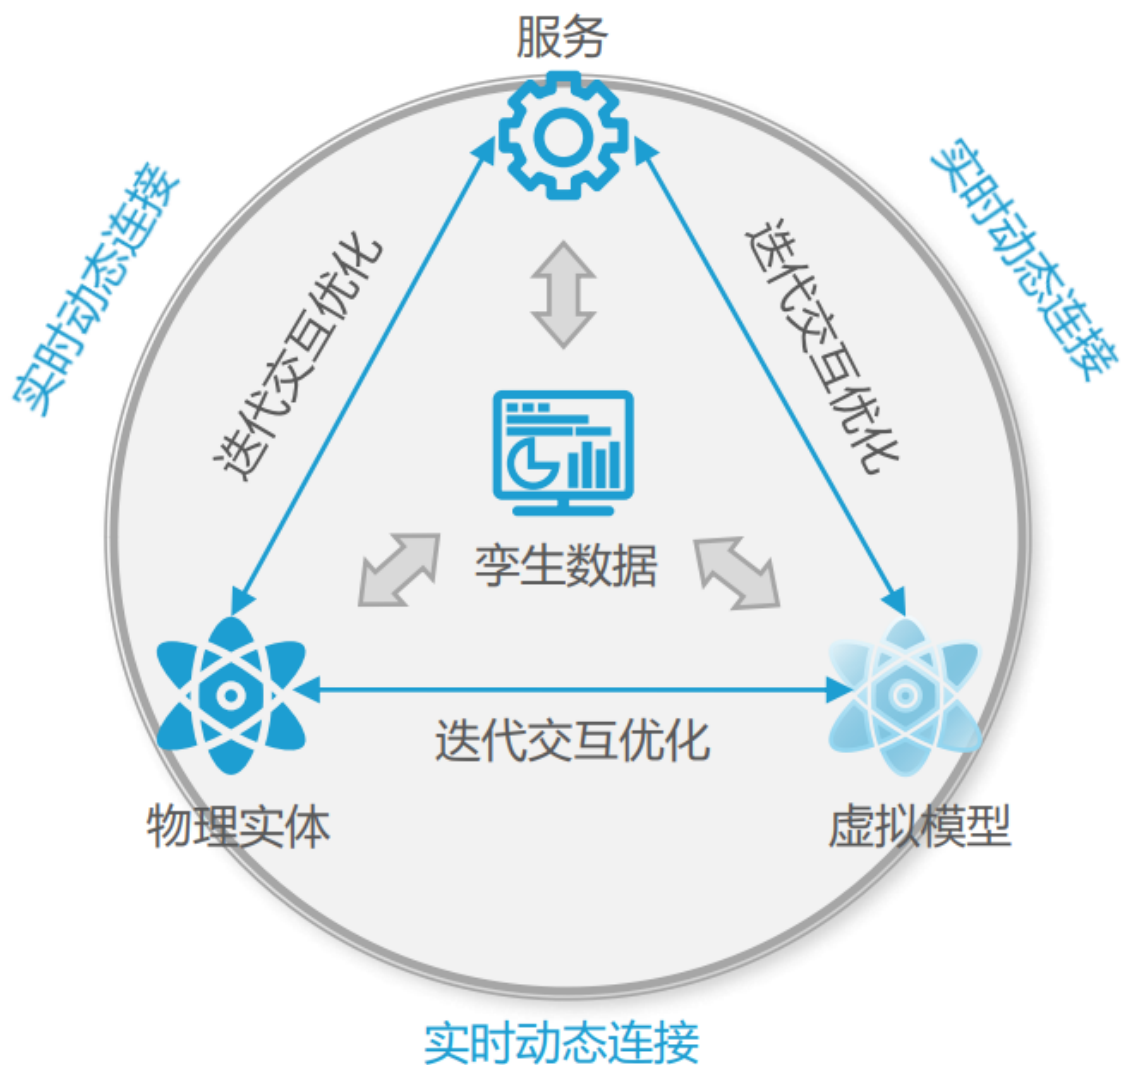 服务
实时动态连接
实时动态连接
迭代交互优化
迭代交互优化
孪生数据
迭代交互优化
物理实体
虚拟模型
实时动态连接